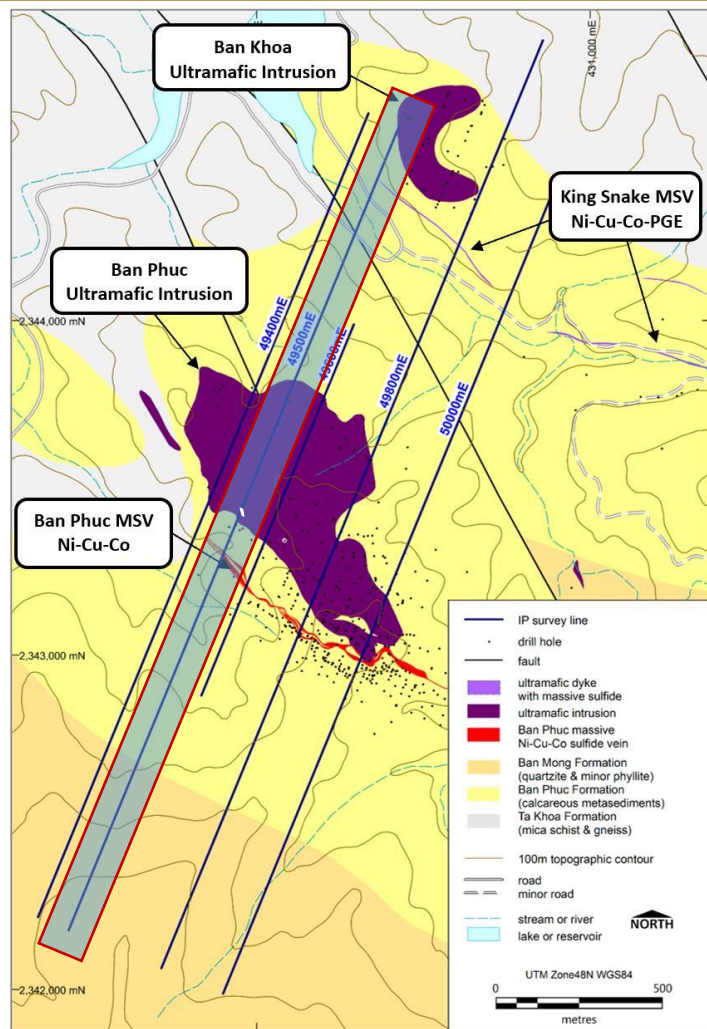 Ban Khoa
Ultramafic Intrusion
431,000 mE
King Snake MSV
Ni-Cu-Co-PGE
Ban Phuc
Ultramafic Intrusion
2,344,000 mN
49400mE
49500mE
49600mE
49800mE
50000mE
Ban Phuc MSV
Ni-Cu-Co
2,343,000 mN
2,342,000 mN
IP survey line
drill hole
fault
ultramafic dyke
with massive sulfide
ultramafic intrusion
Ban Phuc massive
Ni-Cu-Co sulfide vein
Ban Mong Formation
(quartzite & minor phyllite)
Ban Phuc Formation
(calcareous metasediments)
Ta Khoa Formation
(mica schist & gneiss)
100m topographic contour
road
minor road
stream or river
lake or reservoir
NORTH
UTM Zone48N WGS84
0
500
metres